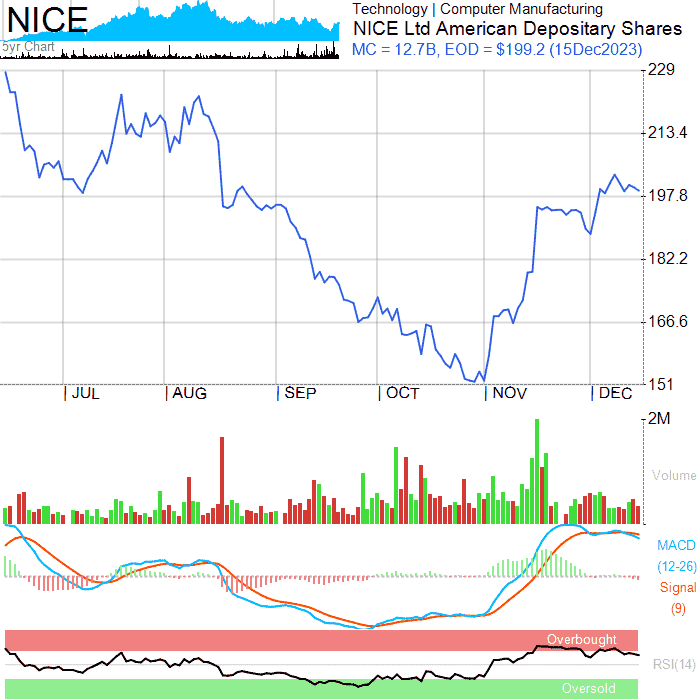 NICE
5yr Chart
Technology | Computer Manufacturing
NICE Ltd American Depositary Shares
MC = 12.7B, EOD = $199.2 (15Dec2023)
229
213.4
197.8
182.2
166.6
151
JUL
AUG
SEP
OCT
NOV
DEC
2M
Volume
MACD
(12-26)
Signal
(9)
Overbought
RSI(14)
Oversold